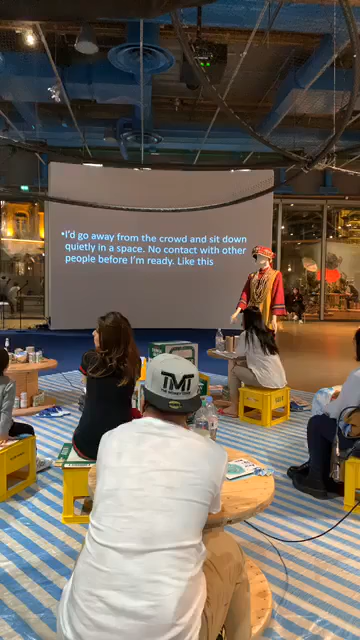 •I'd go away from the crowd and sit down
quietly in a space. No contact with other
people before I'm ready. Like this
TMT